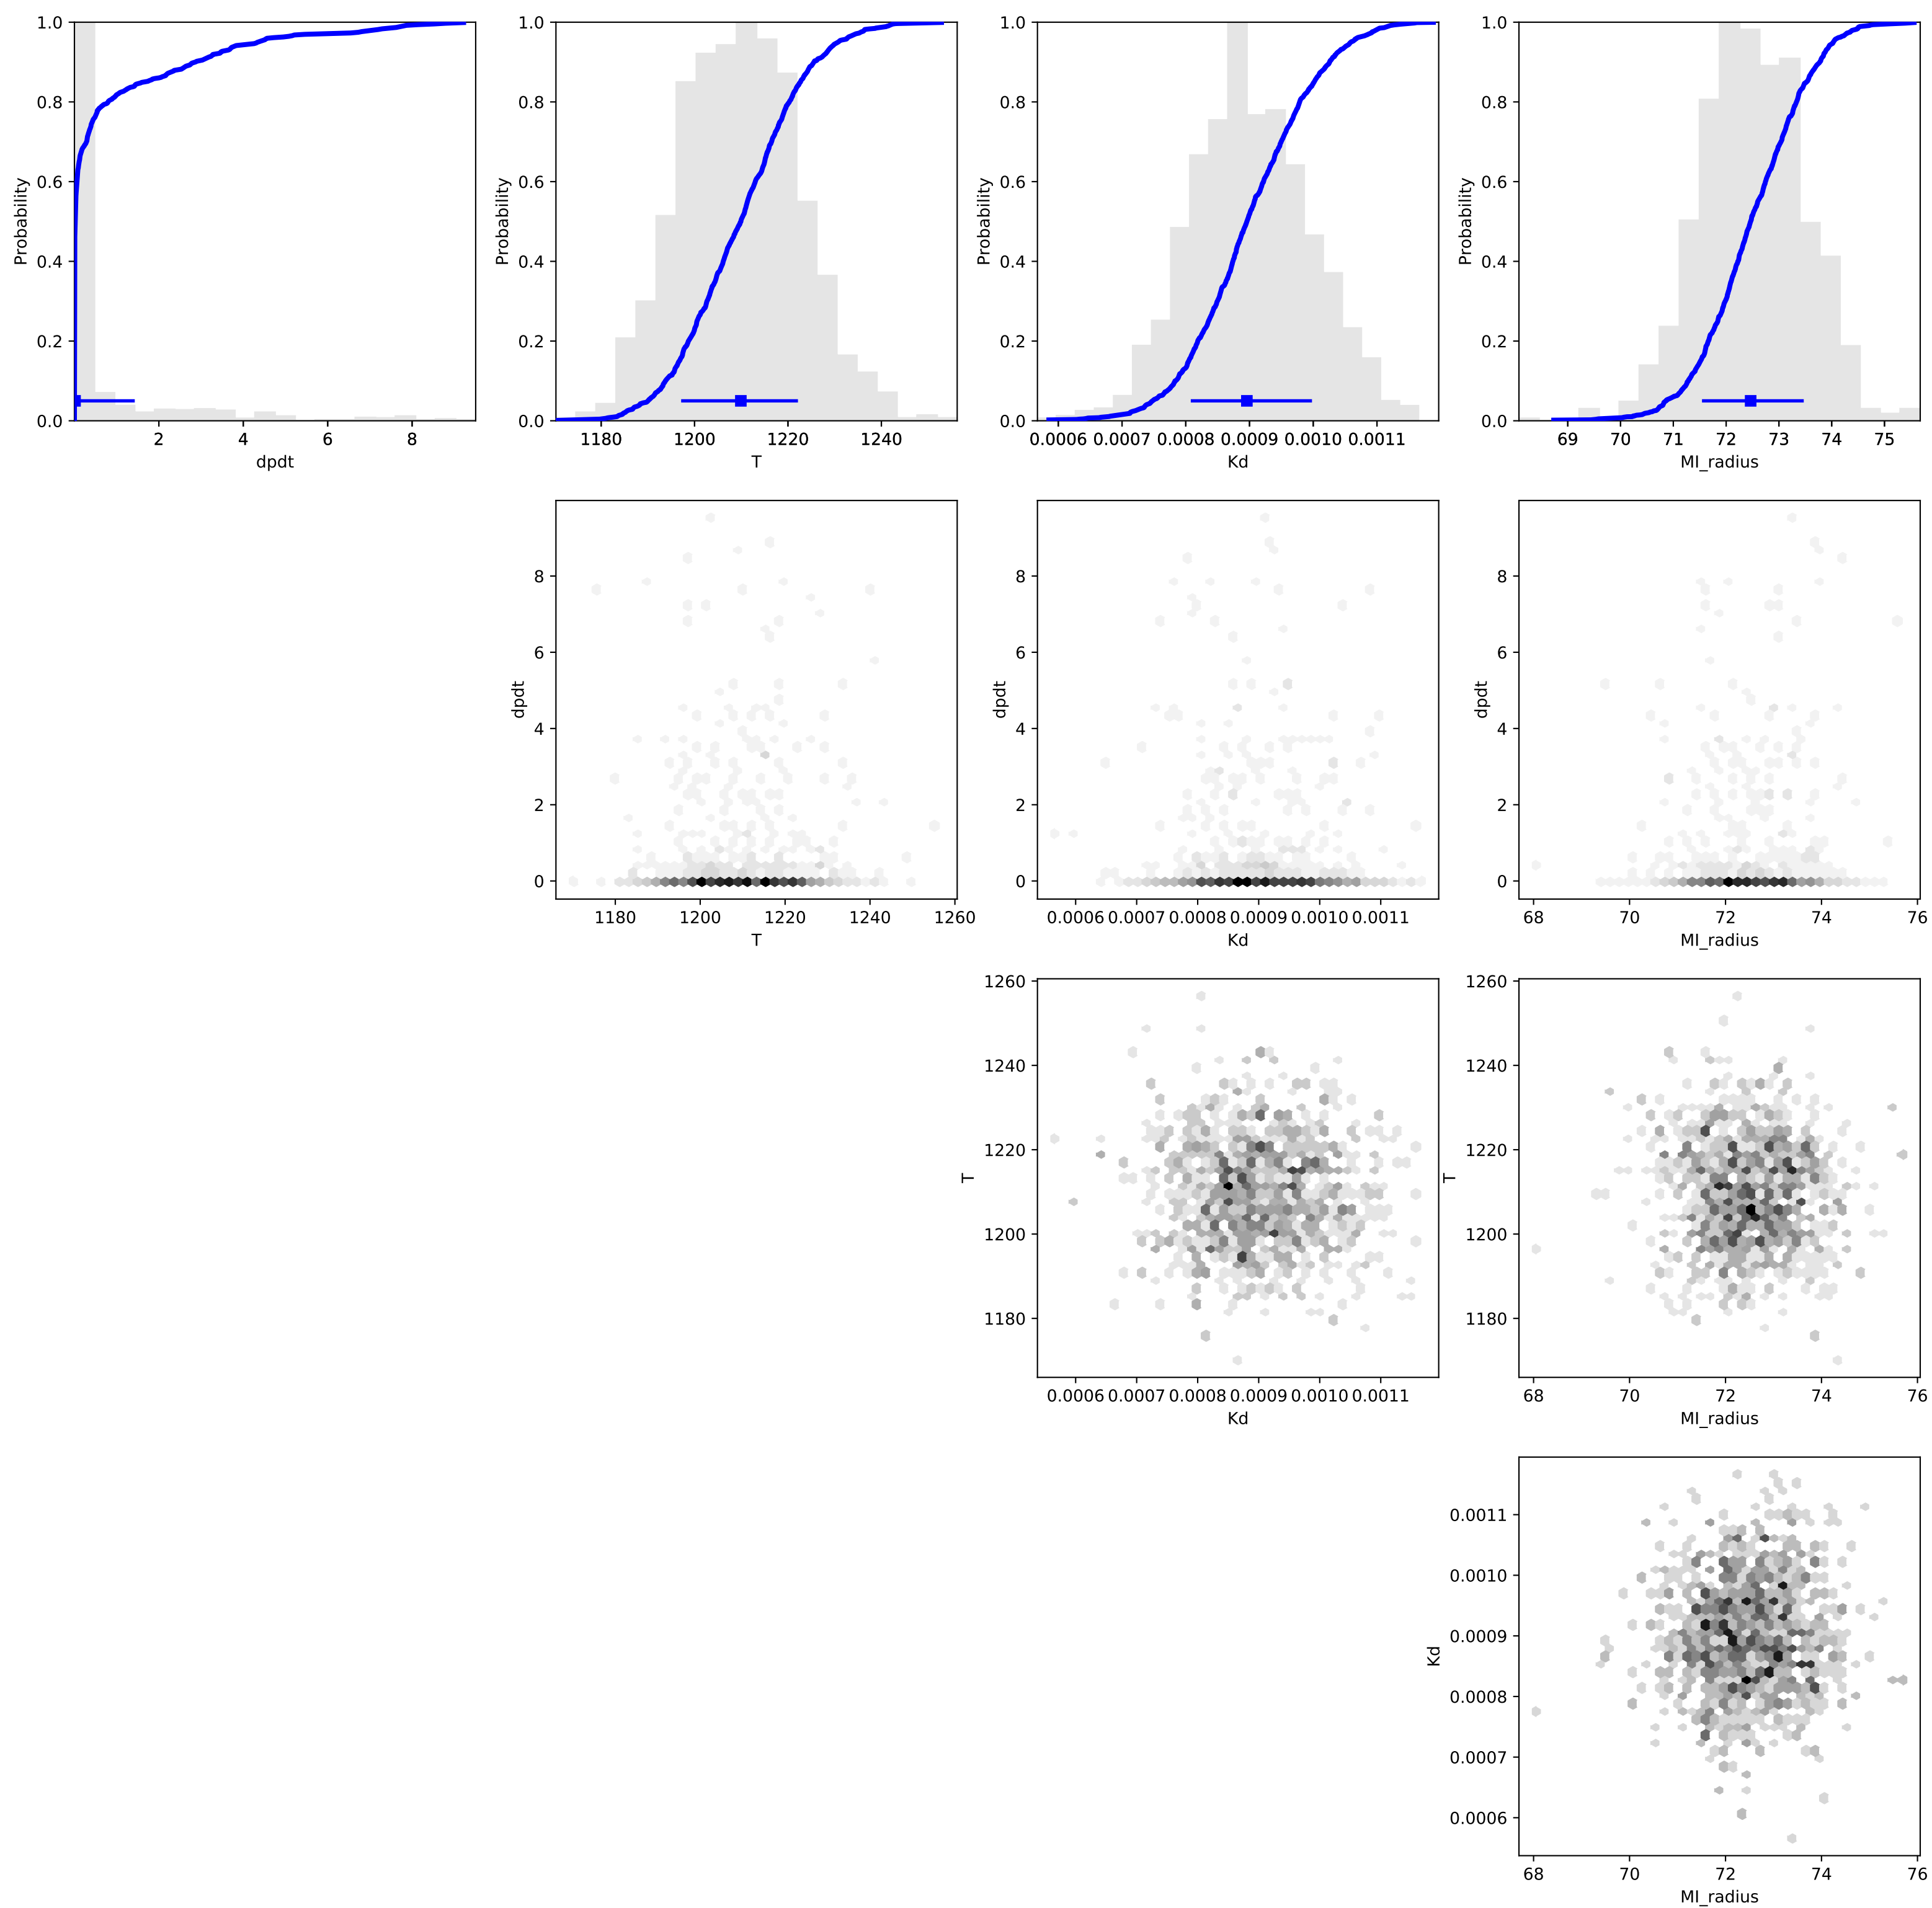 1.0 0.8 0.6 0.4 0.2 0.0
Probability
2 4 6 8
dpdt
1.0 0.8 0.6 0.4 0.2 0.0
Probability
1180 1200 1220 1240
T
1.0 0.8 0.6 0.4 0.2 0.0
Probability
0.0006 0.0007 0.0008 0.0009 0.0010 0.0011
Kd
1.0 0.8 0.6 0.4 0.2 0.0
Probability
69 70 71 72 73 74 75
MI_radius
8 6 4 2 0
dpdt
1180 1200 1220 1240 1260
T
8 6 4 2 0
dpdt
0.0006 0.0007 0.0008 0.0009 0.0010 0.0011
Kd
8 6 4 2 0
dpdt
68 70 72 74 76
MI_radius
1260 1240 1220 1200 1180
T
0.0006 0.0007 0.0008 0.0009 0.0010 0.0011
Kd
1260 1240 1220 1200 1180
T
68 70 72 74 76
MI_radius
0.0011 0.0010 0.0009 0.0008 0.0007 0.0006
Kd
68 70 72 74 76
MI_radius